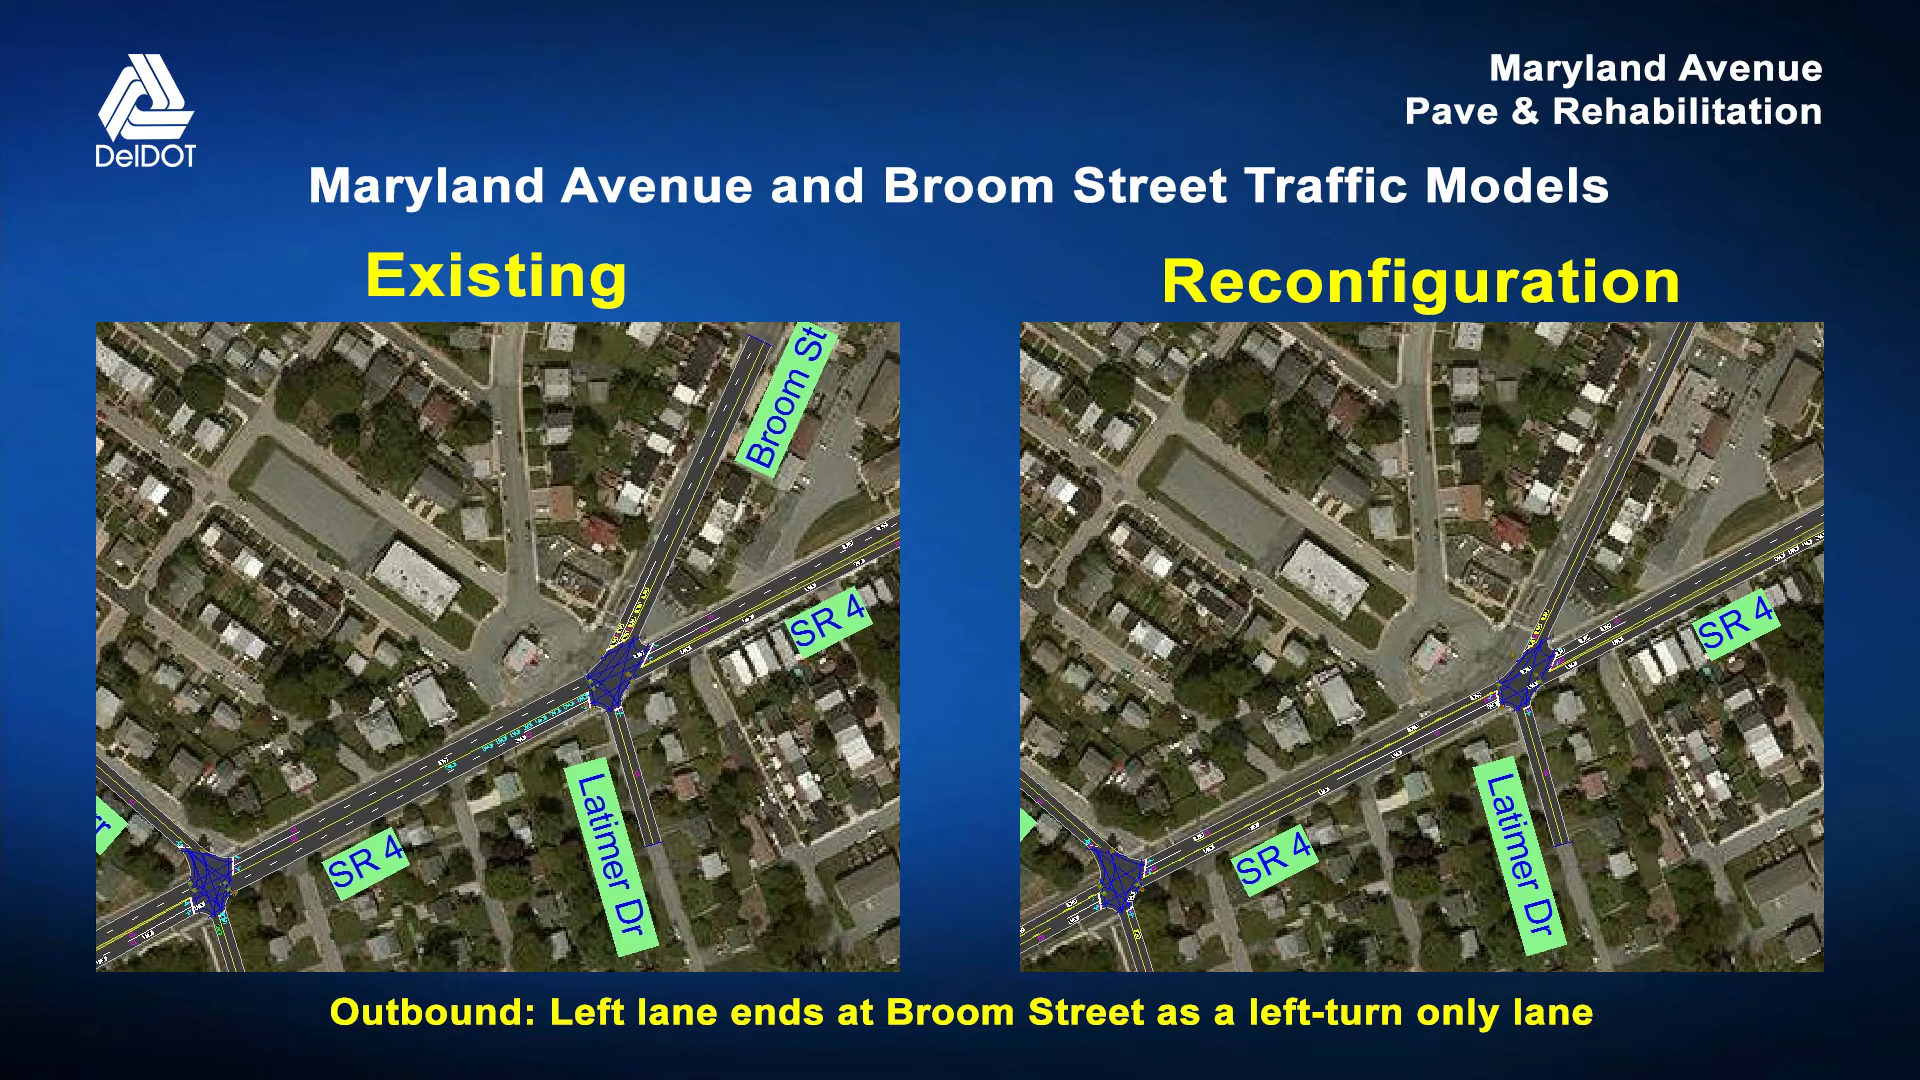 DelDOT
Maryland Avenue
Pave & Rehabilitation
Maryland Avenue and Broom Street Traffic Models
Existing
Reconfiguration
Broom St
SR 4
Latimer Dr
SR 4
SR 4
Latimer Dr
SR 4
Outbound: Left lane ends at Broom Street as a left-turn only lane